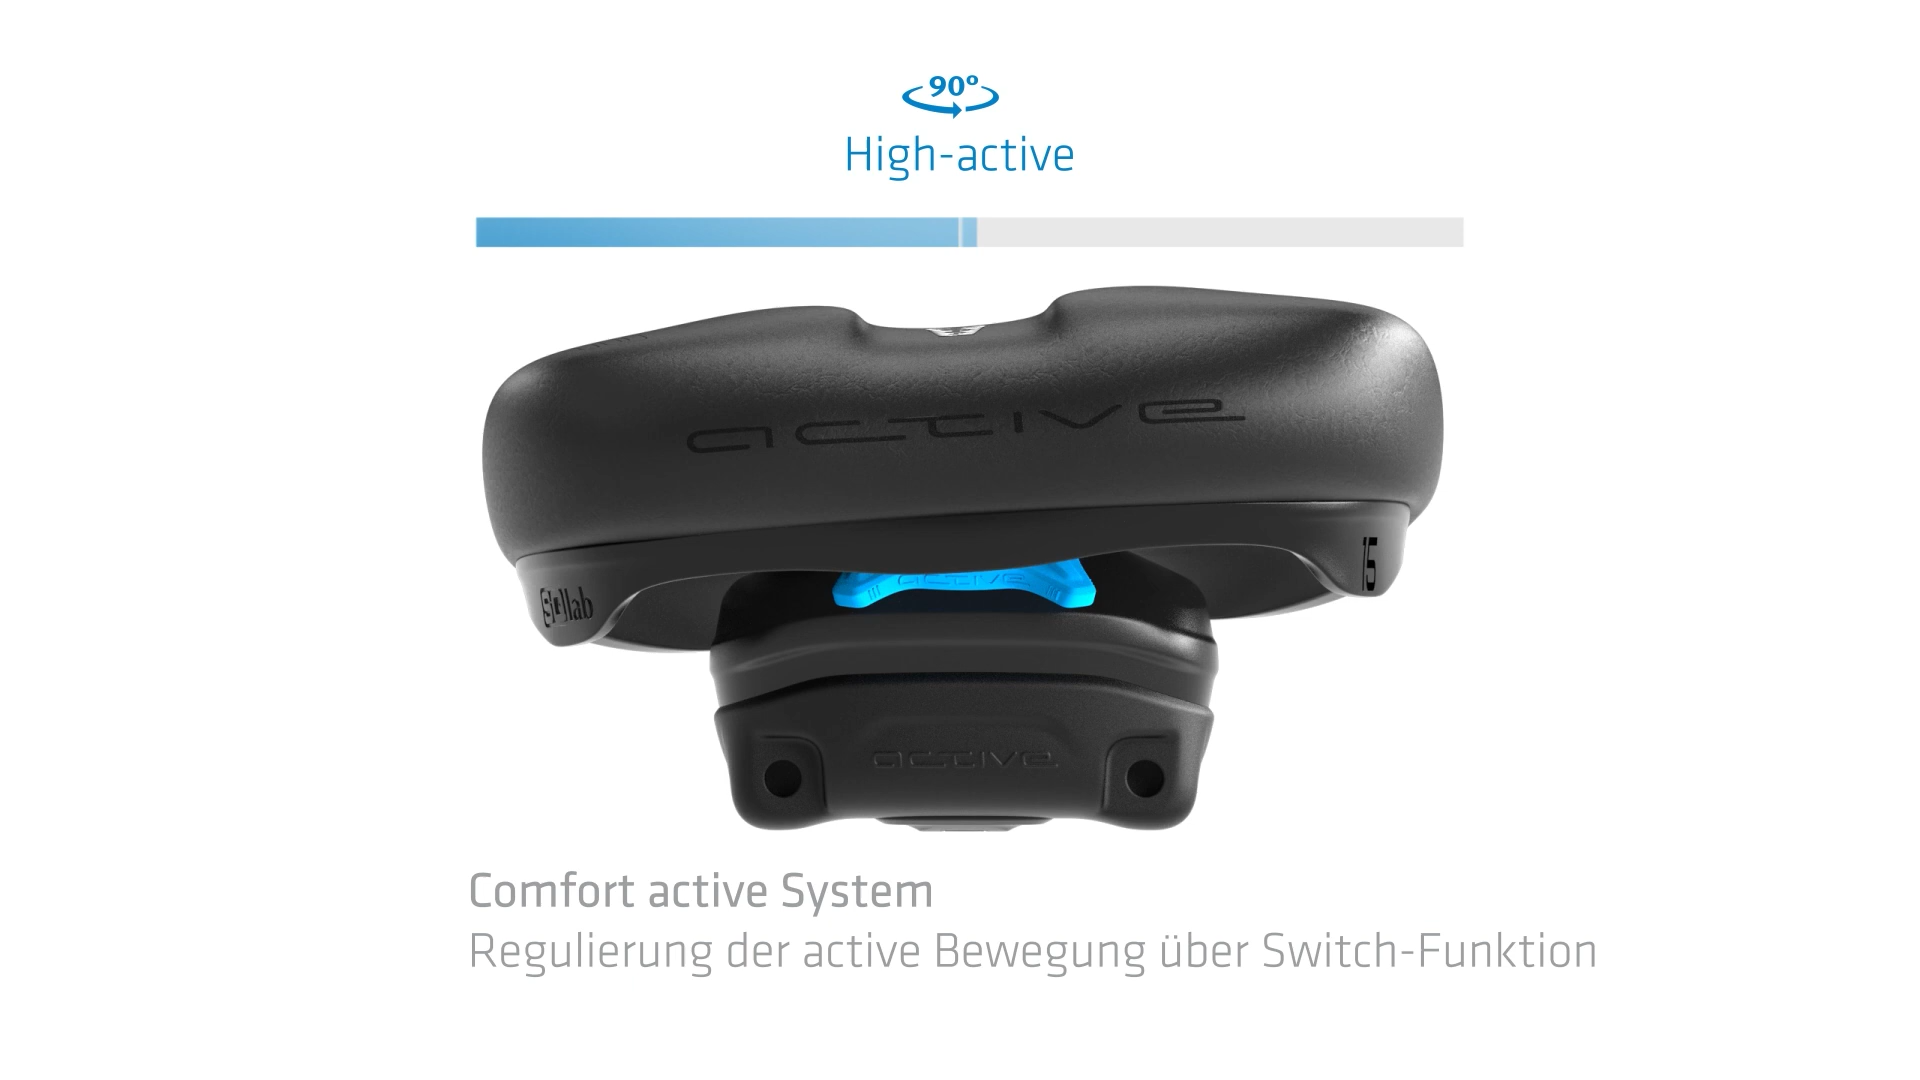 90°
High-active
active
active
SQlab
15
active
Comfort active System
Regulierung der active Bewegung über Switch-Funktion